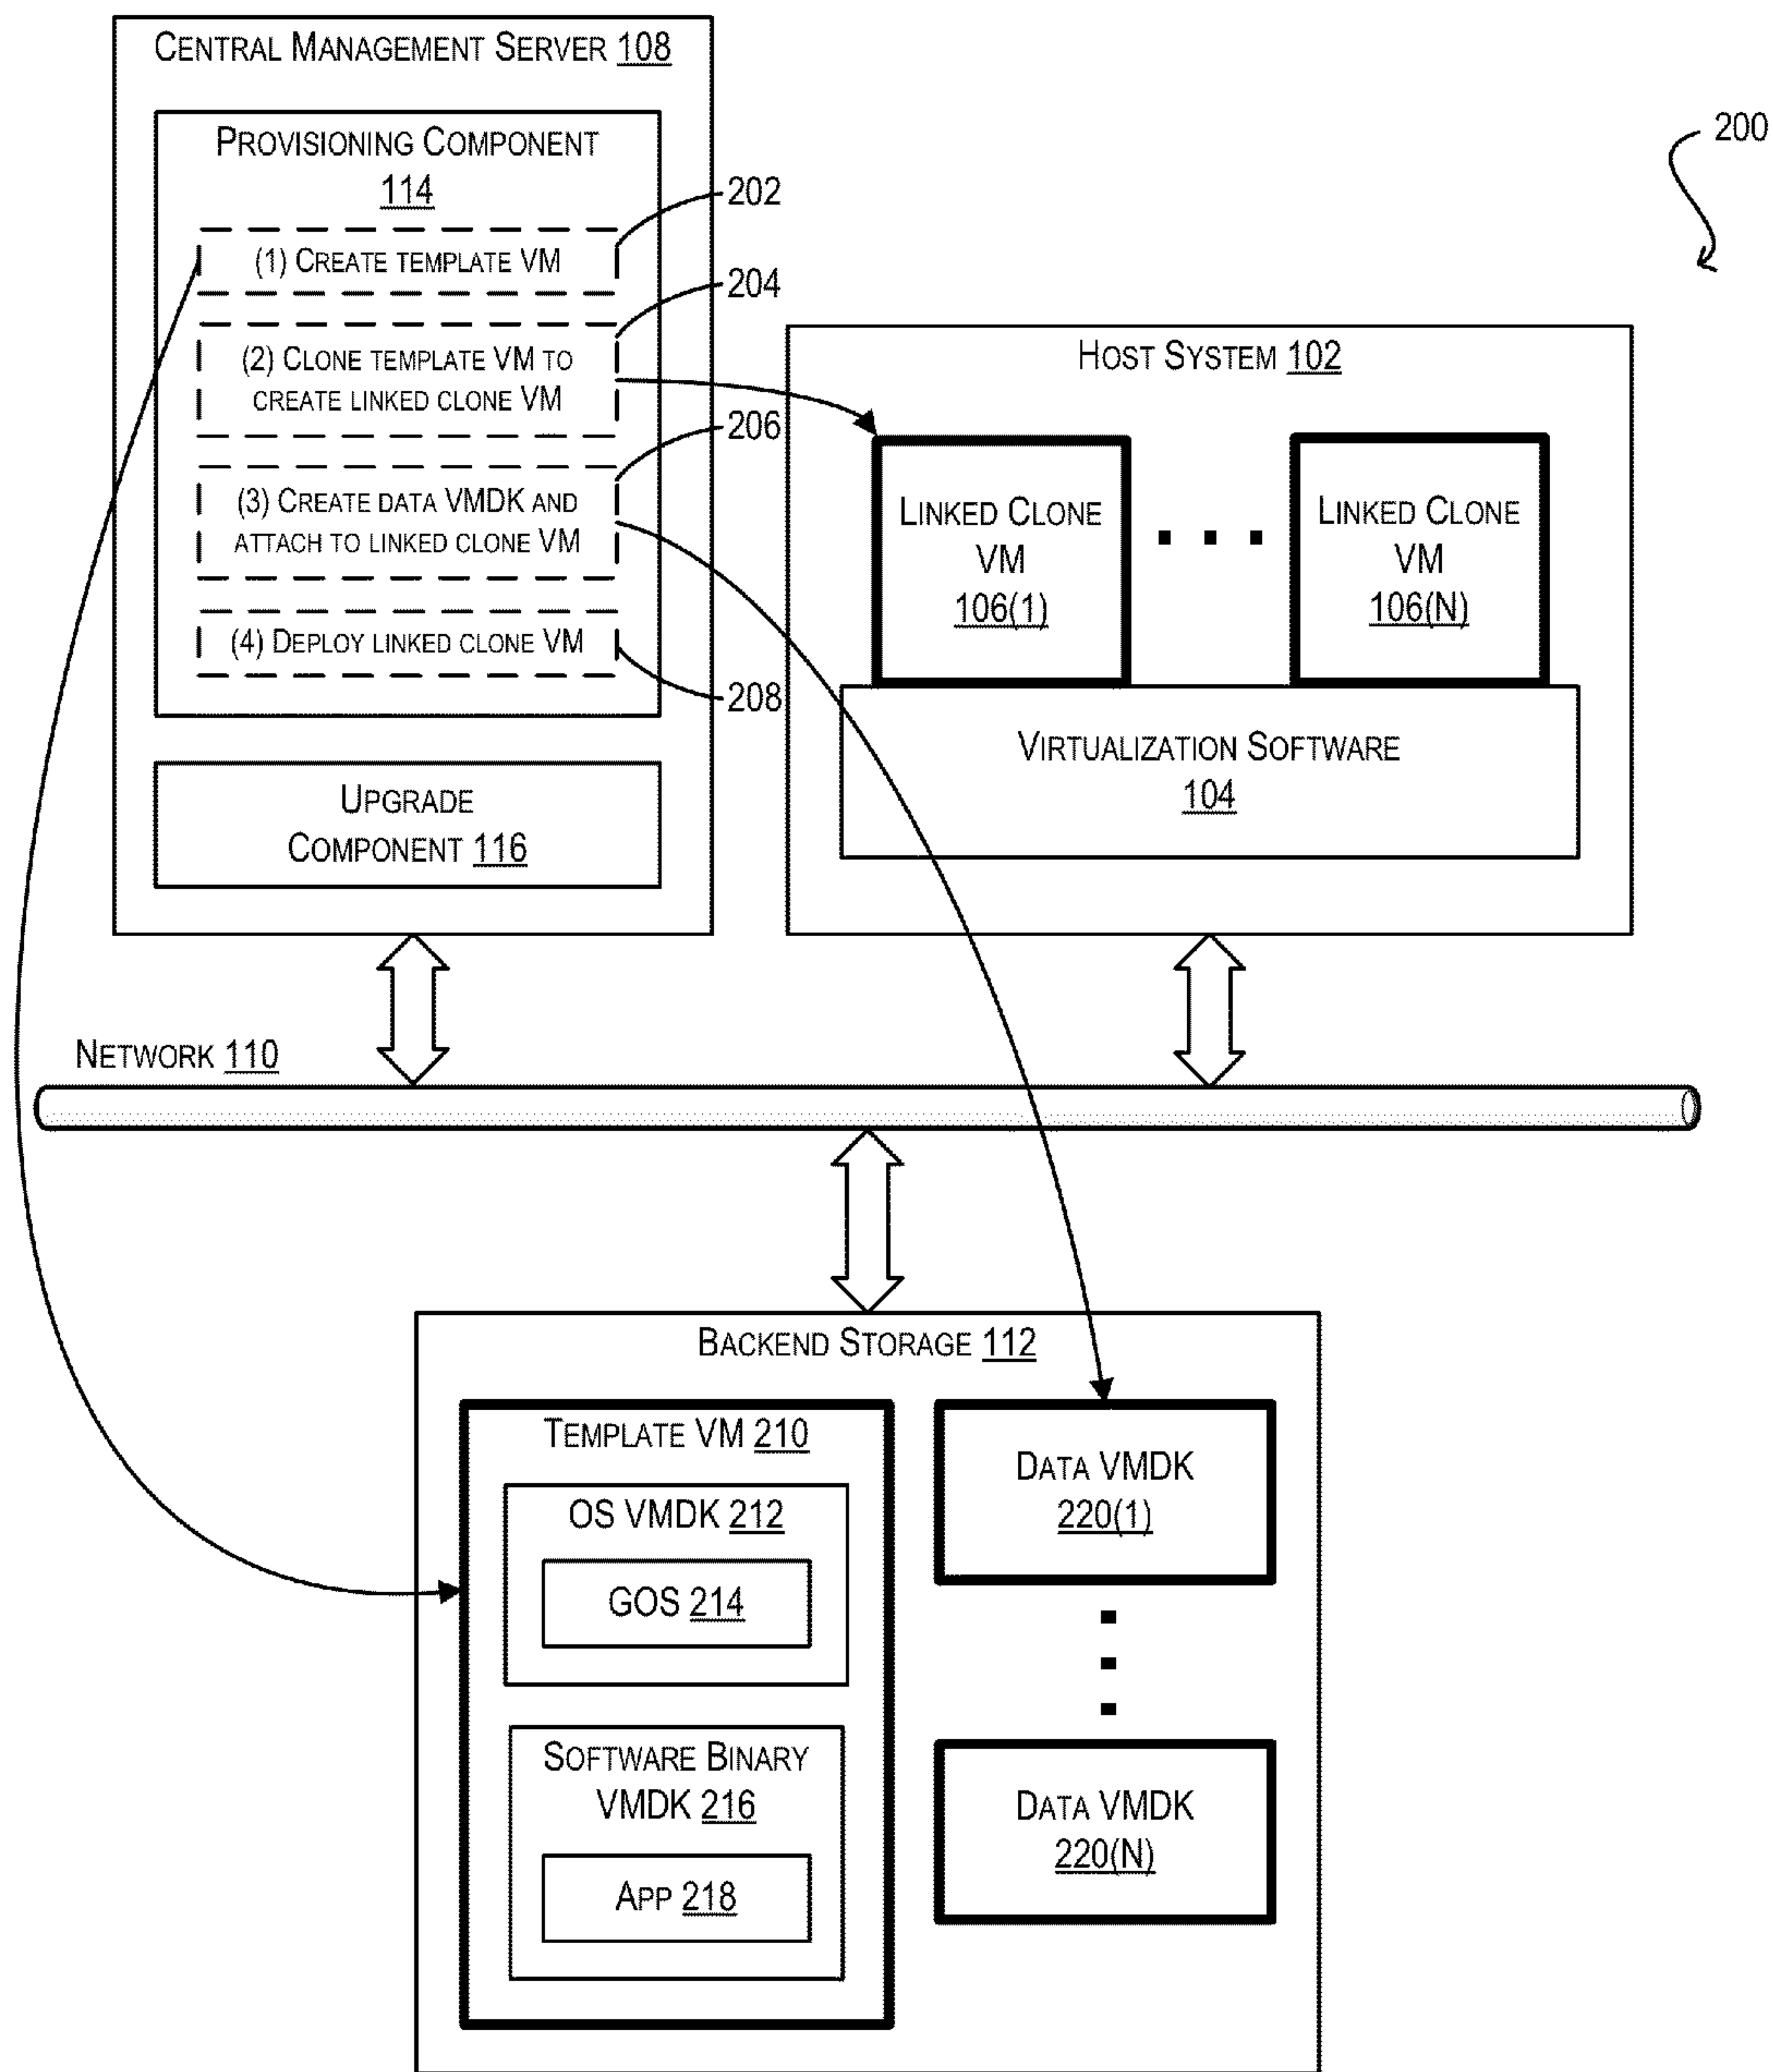 CENTRAL MANAGEMENT SERVER 108
PROVISIONING COMPONENT
114
(1) CREATE TEMPLATE VM
(2) CLONE TEMPLATE VM TO
CREATE LINKED CLONE VM
(3) CREATE DATA VMDK AND
ATTACH TO LINKED CLONE VM
(4) DEPLOY LINKED CLONE VM
202
204
206
208
UPGRADE
COMPONENT 116
200
HOST SYSTEM 102
LINKED CLONE
VM
106(1)
LINKED CLONE
VM
106(N)
VIRTUALIZATION SOFTWARE
104
NETWORK 110
BACKEND STORAGE 112
TEMPLATE VM 210
OS VMDK 212
GOS 214
SOFTWARE BINARY
VMDK 216
APP 218
DATA VMDK
220(1)
DATA VMDK
220(N)